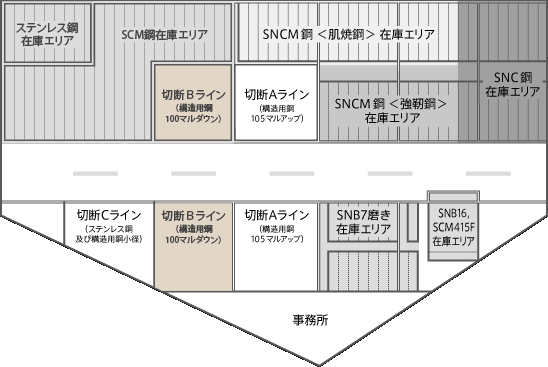 ステンレス鋼
在庫エリア
SCM鋼在庫エリア
SNCM 鋼 ＜肌焼鋼＞ 在庫エリア
切断Ｂライン
（構造用鋼
100マルダウン）
切断Aライン
（構造用鋼
105マルアップ）
SNCM 鋼 ＜強靭鋼＞
在庫エリア
SNC 鋼
在庫エリア
切断Cライン
（ステンレス鋼
及び構造用鋼小径）
切断Ｂライン
（構造用鋼
100マルダウン）
切断Aライン
（構造用鋼
105マルアップ）
SNB7磨き
在庫エリア
SNB16,
SCM415F
在庫エリア
事務所